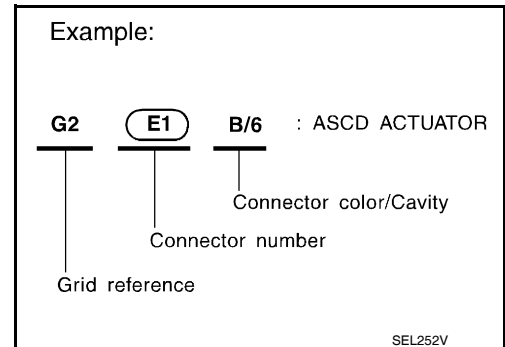 Example:
G2 E1 B/6 : ASCD ACTUATOR
Connector color/Cavity
Connector number
Grid reference
SEL252V